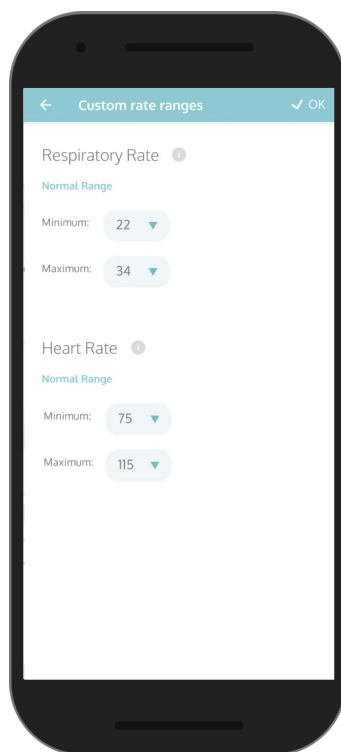 Custom rate ranges OK
Respiratory Rate
Normal Range
Minimum: 22
Maximum: 34
Heart Rate
Normal Range
Minimum: 75
Maximum: 115